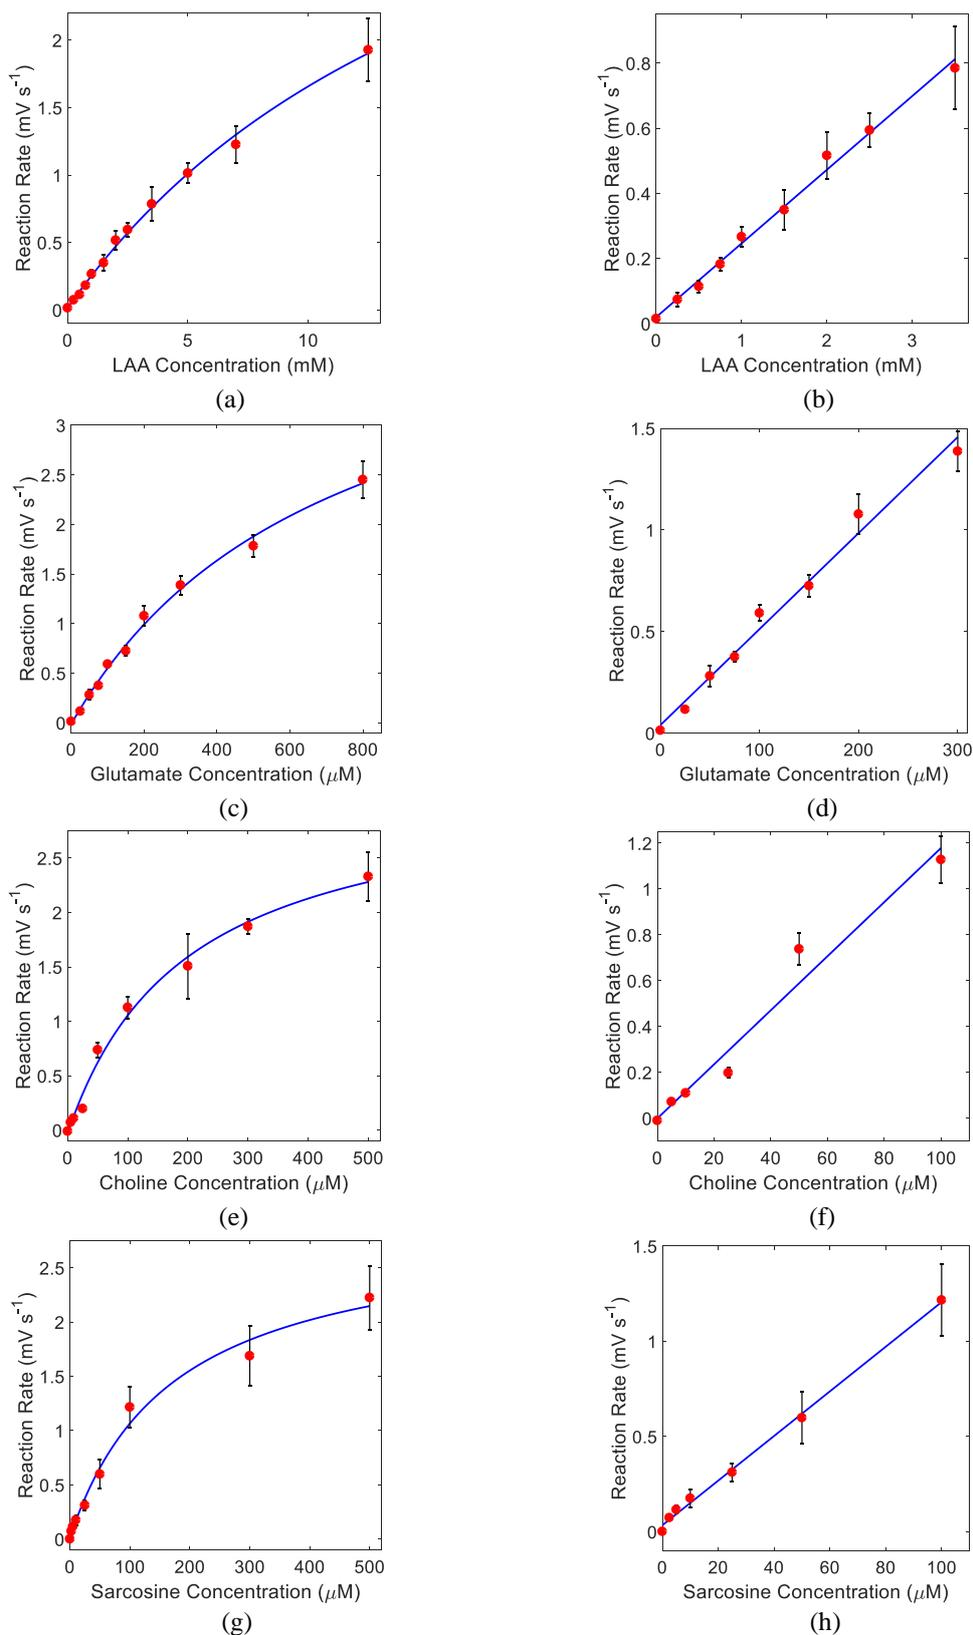 2
1.5
1
0.5
0
Reaction Rate (mV s-1)
0 5 10
LAA Concentration (mM)
(a)
0.8
0.6
0.4
0.2
0
Reaction Rate (mV s-1)
0 1 2 3
LAA Concentration (mM)
(b)
3
2.5
2
1.5
1
0.5
0
Reaction Rate (mV s-1)
0 200 400 600 800
Glutamate Concentration (μM)
(c)
1.5
1
0.5
0
Reaction Rate (mV s-1)
0 100 200 300
Glutamate Concentration (μM)
(d)
2.5
2
1.5
1
0.5
0
Reaction Rate (mV s-1)
0 100 200 300 400 500
Choline Concentration (μM)
(e)
1.2
1
0.8
0.6
0.4
0.2
0
Reaction Rate (mV s-1)
0 20 40 60 80 100
Choline Concentration (μM)
(f)
2.5
2
1.5
1
0.5
0
Reaction Rate (mV s-1)
0 100 200 300 400 500
Sarcosine Concentration (μM)
(g)
1.5
1
0.5
0
Reaction Rate (mV s-1)
0 20 40 60 80 100
Sarcosine Concentration (μM)
(h)